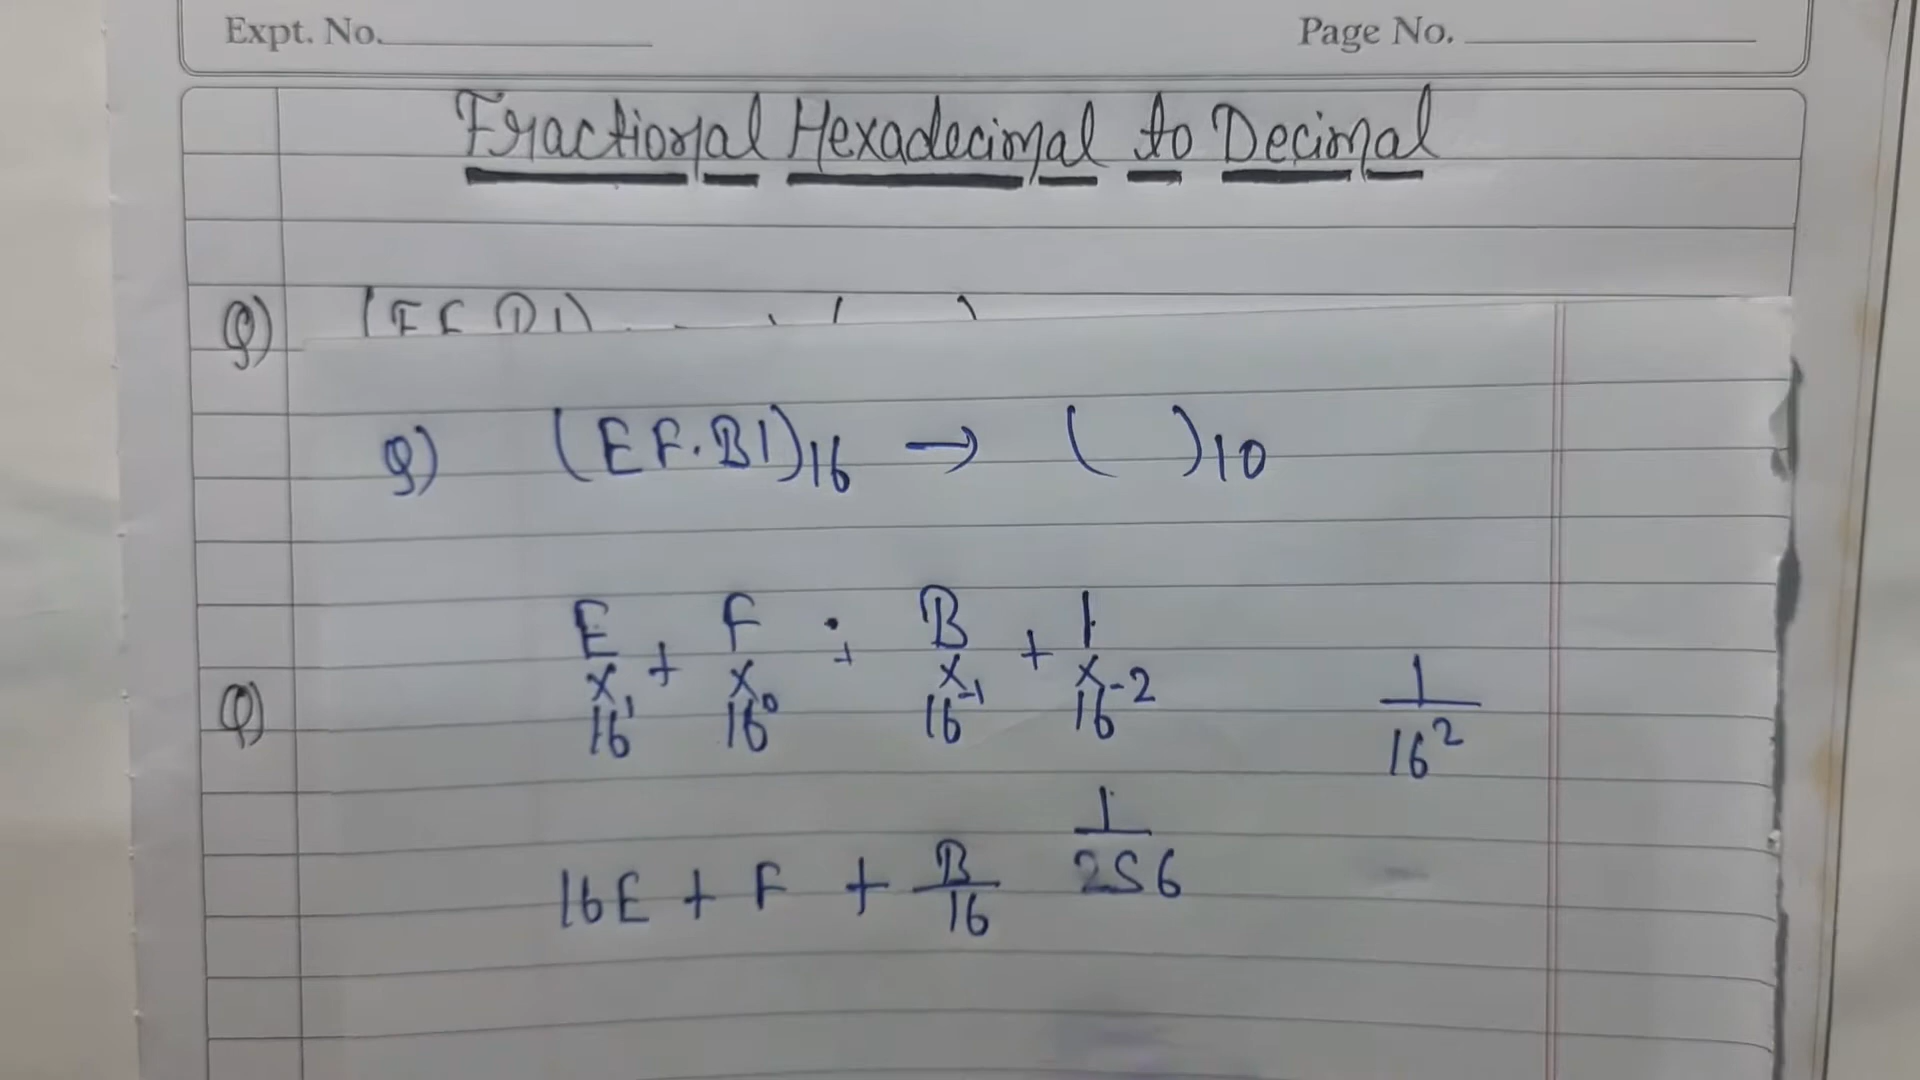 Expt. No. Page No.
Fractional Hexadecimal to Decimal
Q)
Q) (EF.B1)16 → ( )10
E + F . + B + 1
x x x x
16¹ 16⁰ 16⁻¹ 16⁻²
Q)
1/16²
16E + F + B/16 1/256